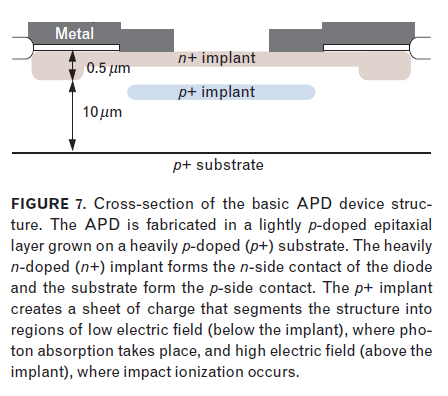 Metal
n+ implant
0.5 μm
p+ implant
10 μm
p+ substrate
FIGURE 7. Cross-section of the basic APD device struc-
ture. The APD is fabricated in a lightly p-doped epitaxial
layer grown on a heavily p-doped (p+) substrate. The heavily
n-doped (n+) implant forms the n-side contact of the diode
and the substrate form the p-side contact. The p+ implant
creates a sheet of charge that segments the structure into
regions of low electric field (below the implant), where pho-
ton absorption takes place, and high electric field (above the
implant), where impact ionization occurs.